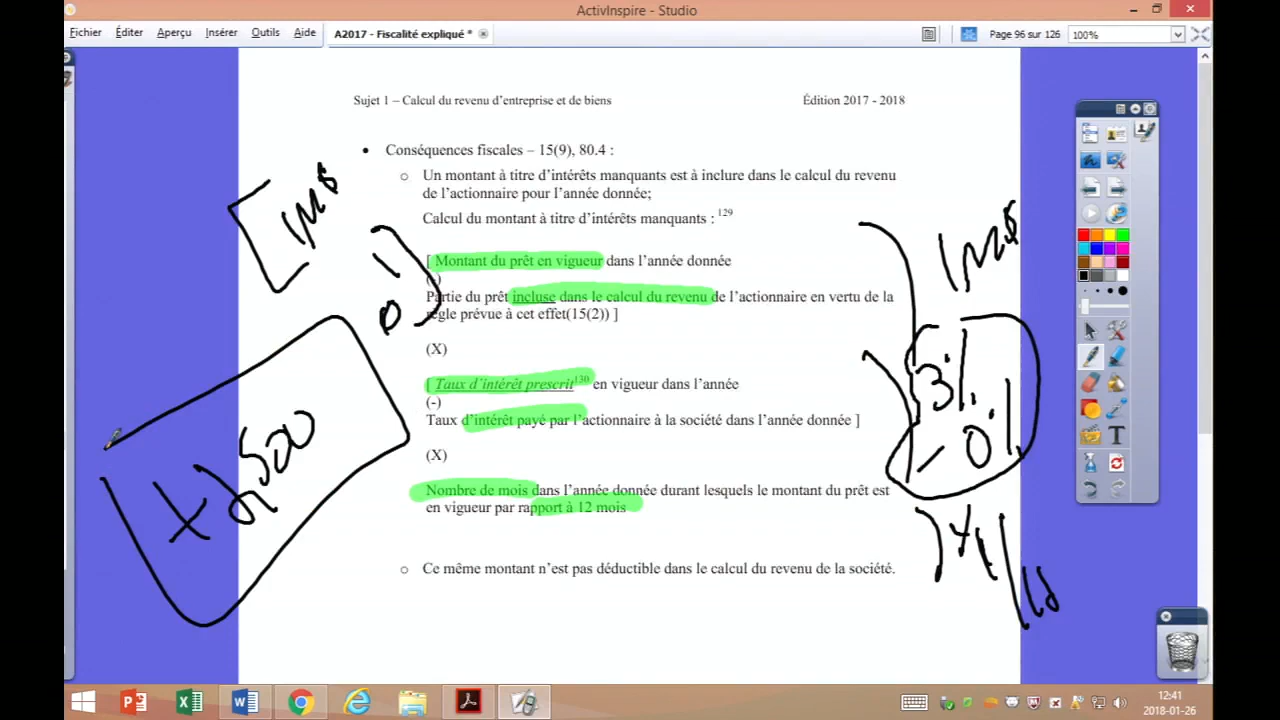 ActivInspire - Studio
Fichier Éditer Aperçu Insérer Outils Aide
A2017 - Fiscalité expliqué *
Page 96 sur 126
100%
Sujet 1 – Calcul du revenu d'entreprise et de biens
Édition 2017 - 2018
• Conséquences fiscales – 15(9), 80.4 :
o Un montant à titre d'intérêts manquants est à inclure dans le calcul du revenu
de l'actionnaire pour l'année donnée;
Calcul du montant à titre d'intérêts manquants : 129
[ Montant du prêt en vigueur dans l'année donnée
(-)
Partie du prêt incluse dans le calcul du revenu de l'actionnaire en vertu de la
règle prévue à cet effet(15(2)) ]
(X)
[ Taux d'intérêt prescrit130 en vigueur dans l'année
(-)
Taux d'intérêt payé par l'actionnaire à la société dans l'année donnée ]
(X)
Nombre de mois dans l'année donnée durant lesquels le montant du prêt est
en vigueur par rapport à 12 mois
o Ce même montant n'est pas déductible dans le calcul du revenu de la société.
1M$
0
1M$
3%
- 0%
12:41
2018-01-26